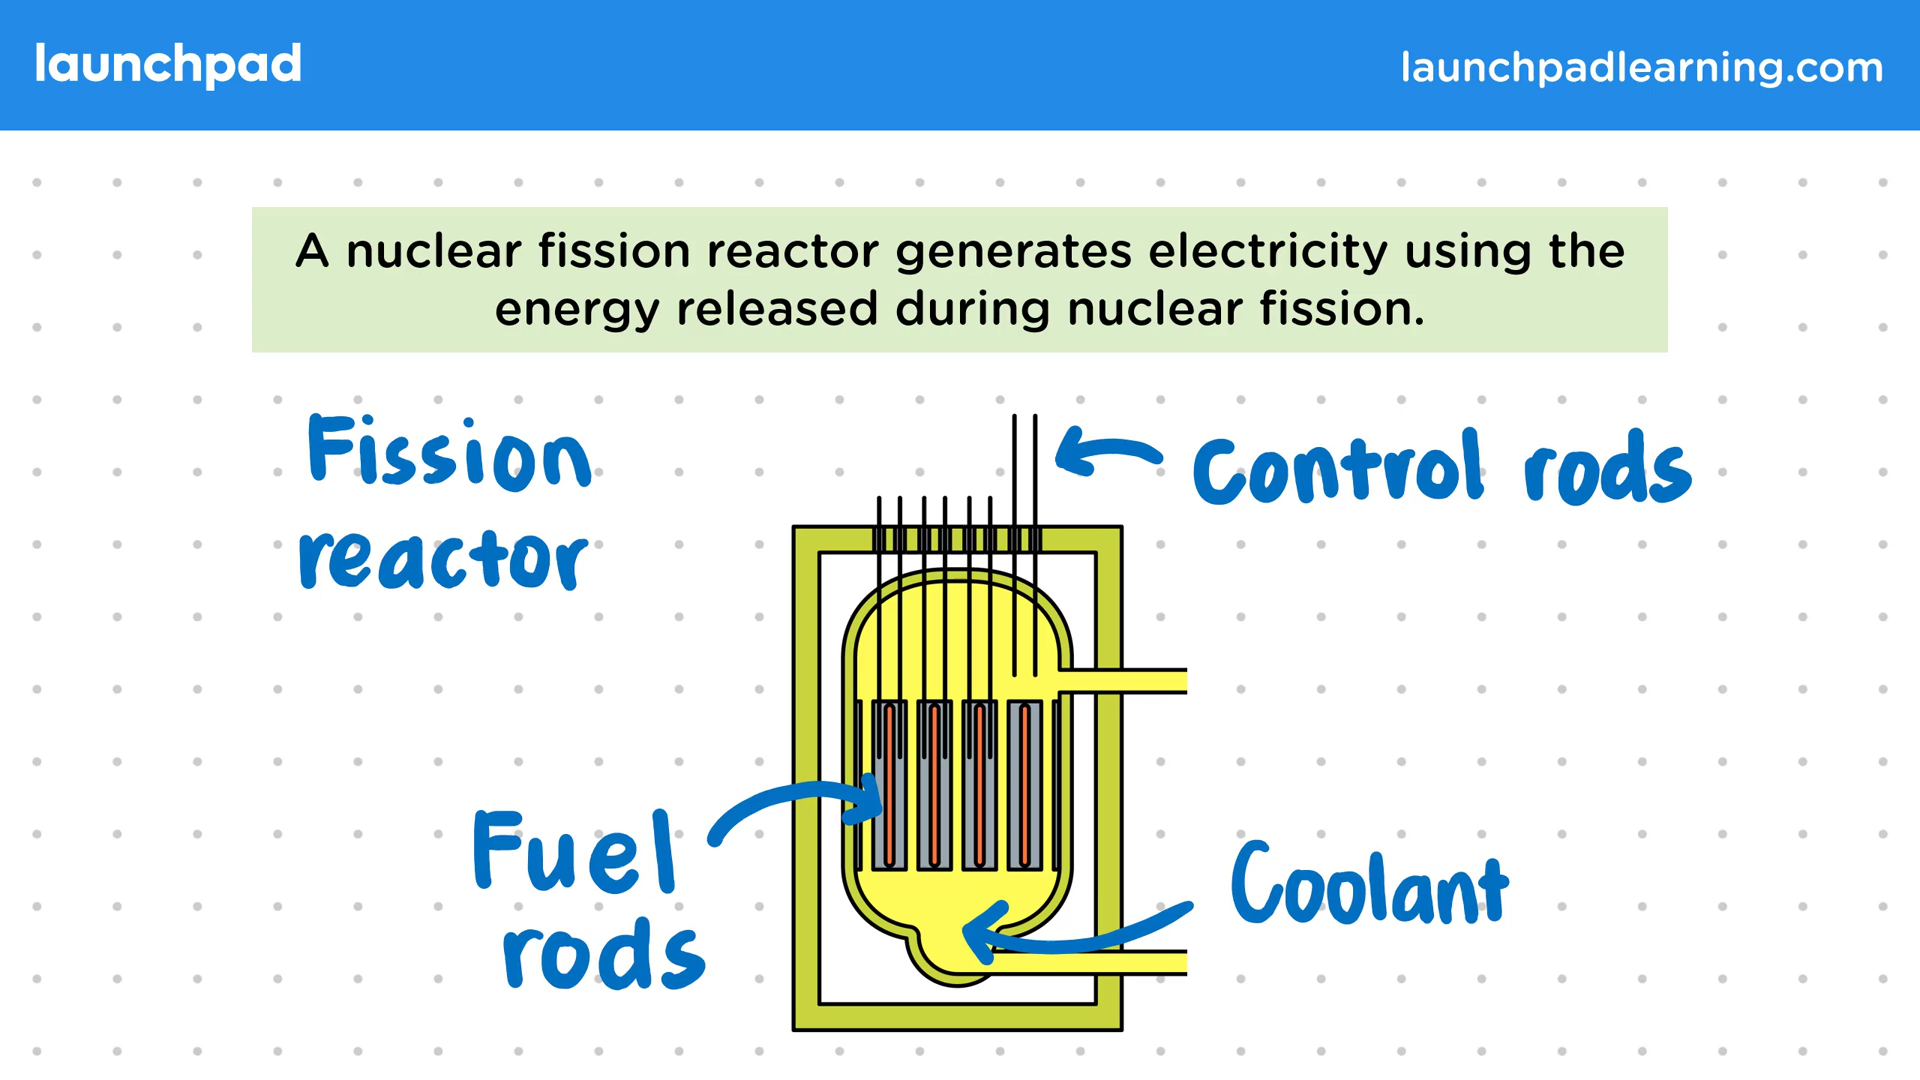 launchpad
launchpadlearning.com
A nuclear fission reactor generates electricity using the
energy released during nuclear fission.
Fission
reactor
Control rods
Fuel
rods
Coolant